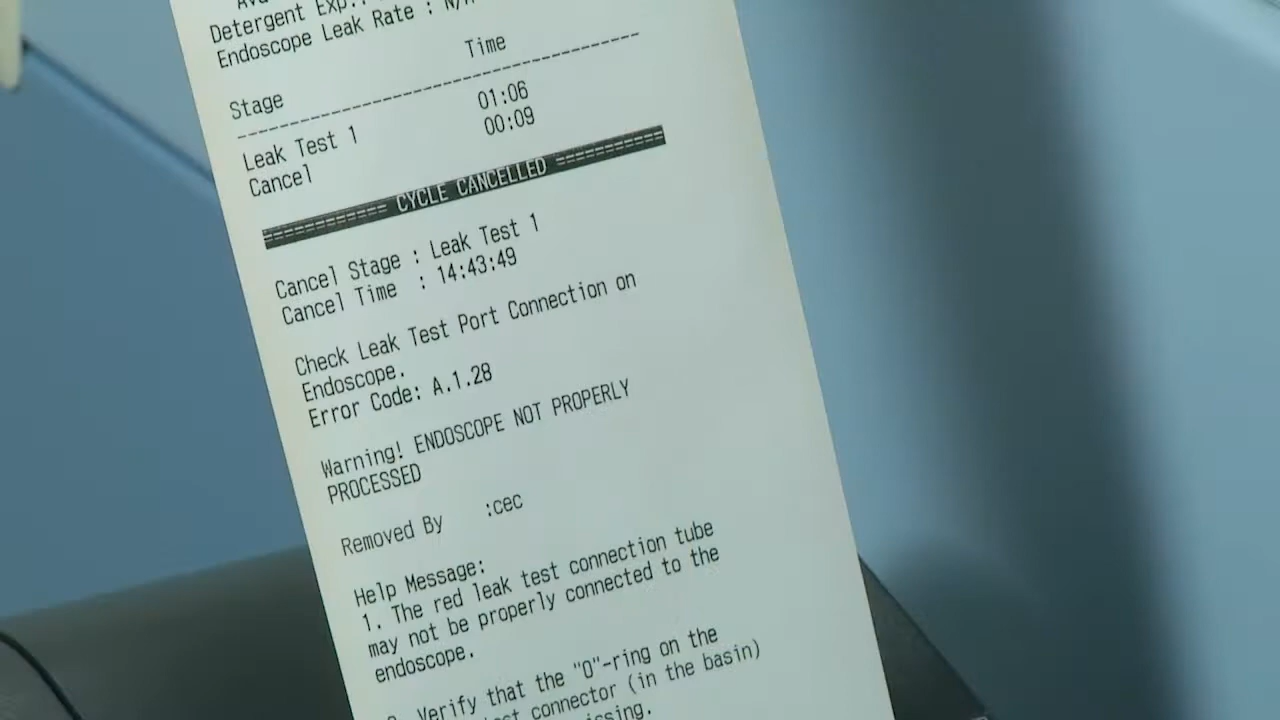 Detergent Exp.:
Endoscope Leak Rate : N/A
Time
Stage
--------------------------------
Leak Test 1 01:06
Cancel 00:09
========== CYCLE CANCELLED ==========
Cancel Stage : Leak Test 1
Cancel Time : 14:43:49
Check Leak Test Port Connection on
Endoscope.
Error Code: A.1.28
Warning! ENDOSCOPE NOT PROPERLY
PROCESSED
Removed By :cec
Help Message:
1. The red leak test connection tube
may not be properly connected to the
endoscope.
Verify that the "O"-ring on the
connector (in the basin)